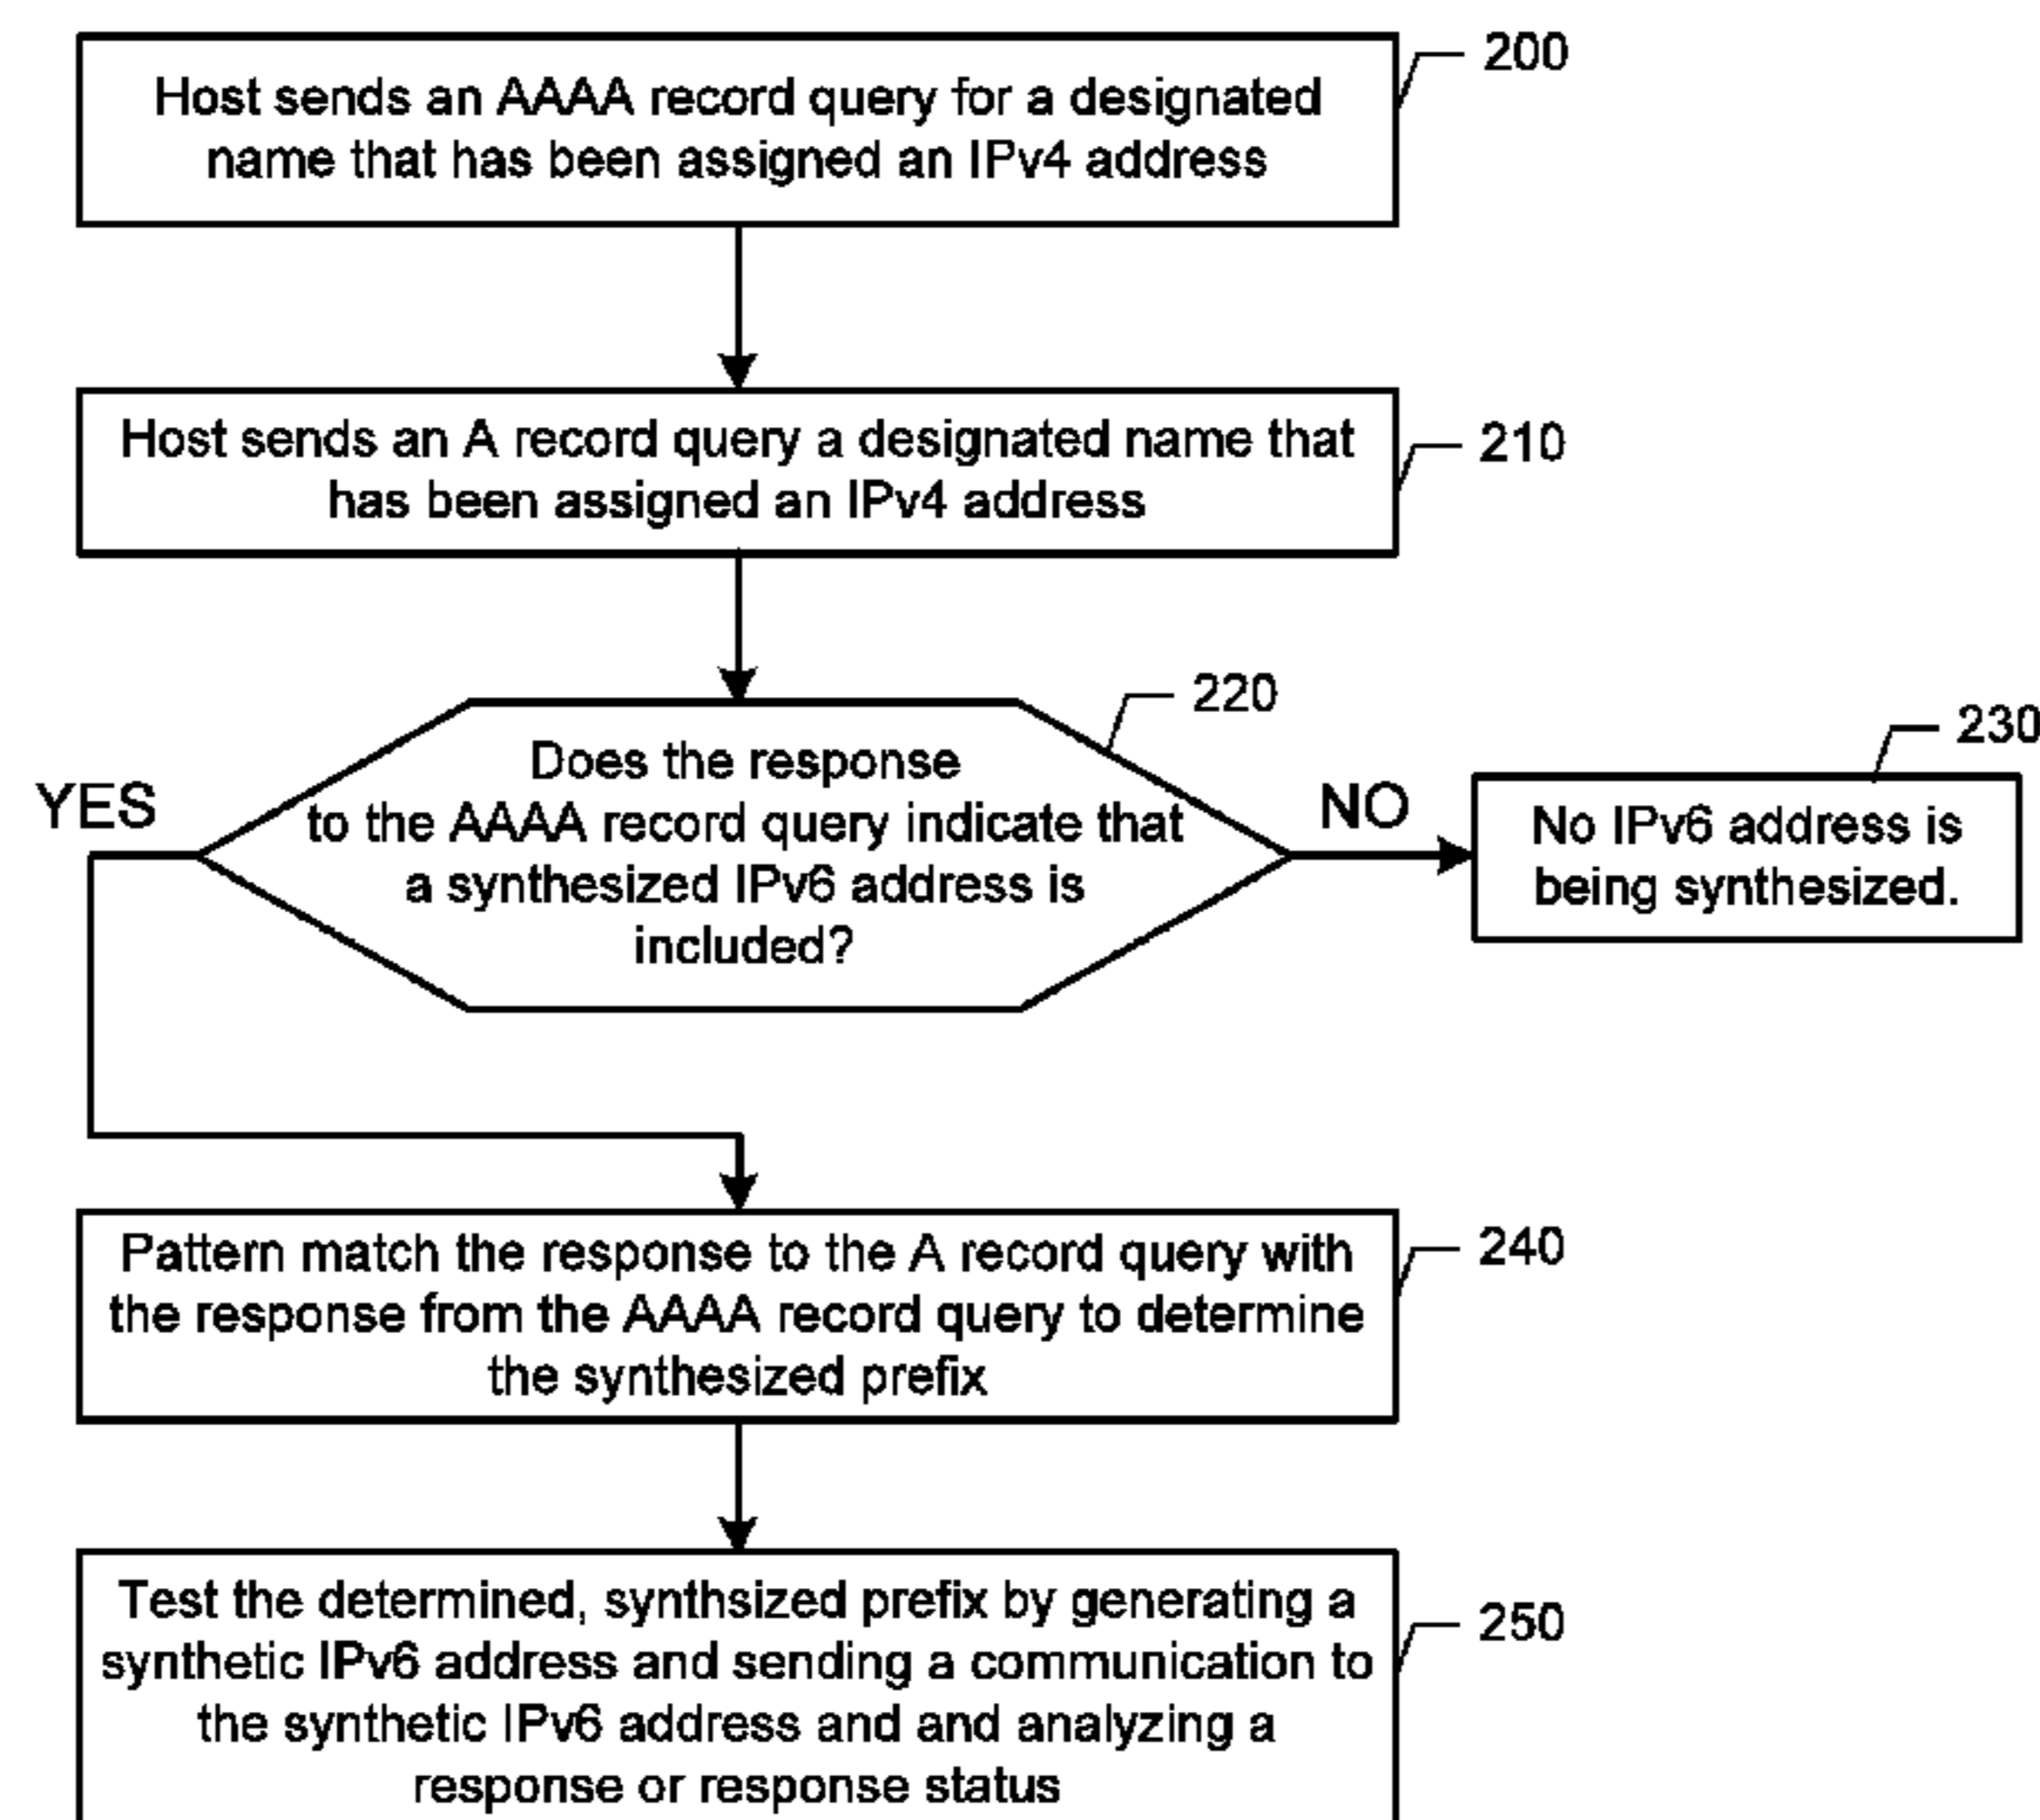 200
Host sends an AAAA record query for a designated
name that has been assigned an IPv4 address
210
Host sends an A record query a designated name that
has been assigned an IPv4 address
220
Does the response
to the AAAA record query indicate that
a synthesized IPv6 address is
included?
YES
NO
230
No IPv6 address is
being synthesized.
240
Pattern match the response to the A record query with
the response from the AAAA record query to determine
the synthesized prefix
250
Test the determined, synthsized prefix by generating a
synthetic IPv6 address and sending a communication to
the synthetic IPv6 address and and analyzing a
response or response status